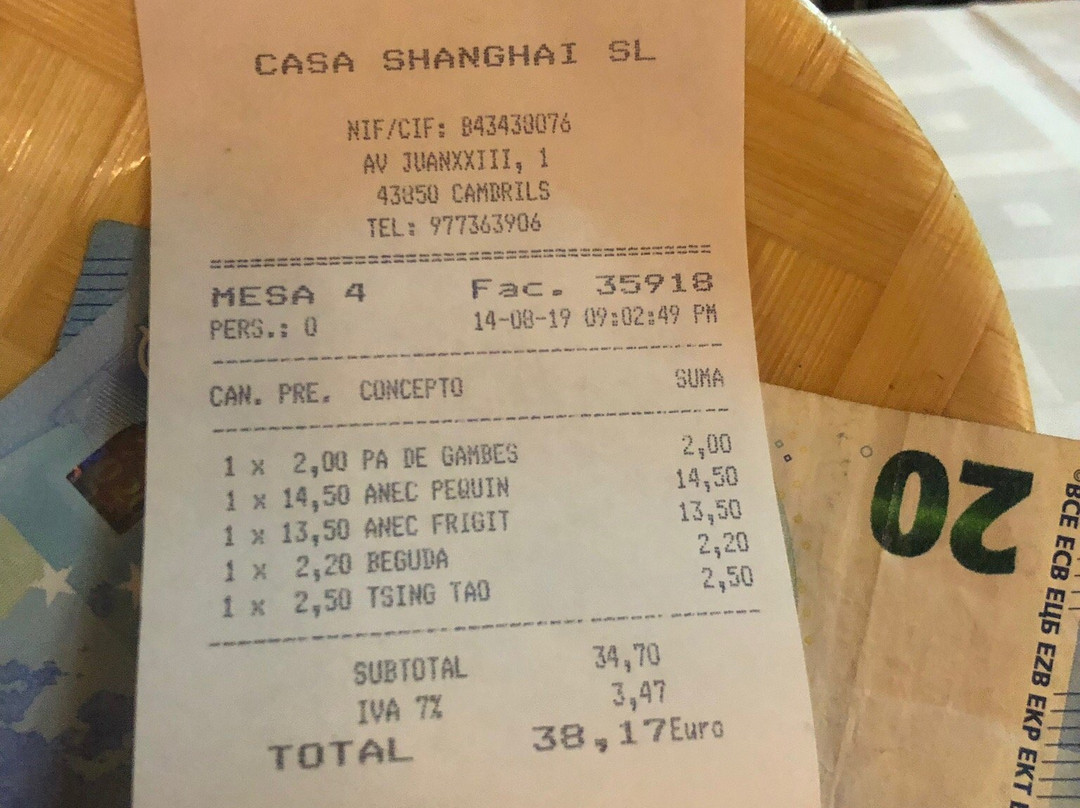 CASA SHANGHAI SL
NIF/CIF: B43430076
AV JUANXXIII, 1
43850 CAMBRILS
TEL: 977363906
MESA 4 Fac. 35918
PERS.: 0 14-08-19 09:02:49 PM
CAN. PRE. CONCEPTO SUMA
1 x 2,00 PA DE GAMBES 2,00
1 x 14,50 ANEC PEQUIN 14,50
1 x 13,50 ANEC FRIGIT 13,50
1 x 2,20 BEGUDA 2,20
1 x 2,50 TSING TAO 2,50
SUBTOTAL 34,70
IVA 7% 3,47
TOTAL 38,17Euro
20
©BCE ECB ЕЦБ EZB EKP EKT